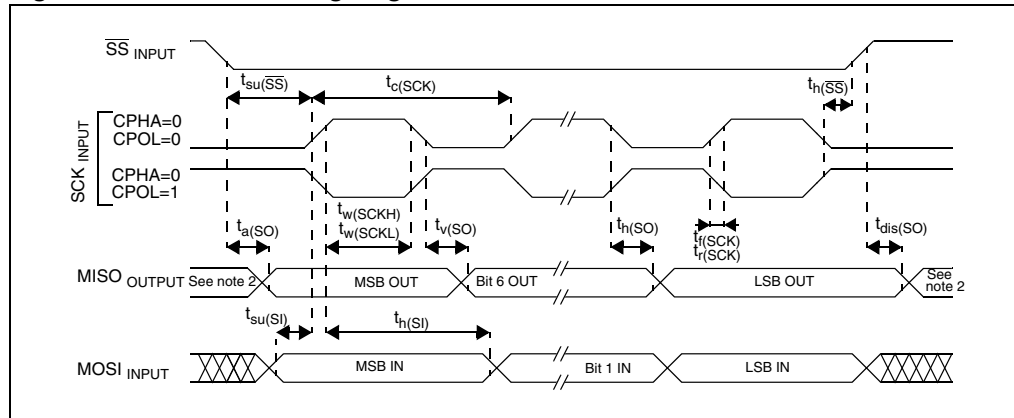 SS INPUT
tsu(SS)
tc(SCK)
th(SS)
SCK INPUT
CPHA=0
CPOL=0
CPHA=0
CPOL=1
ta(SO)
tw(SCKH)
tw(SCKL)
tv(SO)
th(SO)
tf(SCK)
tr(SCK)
tdis(SO)
MISO OUTPUT
See note 2
MSB OUT
Bit 6 OUT
LSB OUT
See
note 2
tsu(SI)
th(SI)
MOSI INPUT
MSB IN
Bit 1 IN
LSB IN